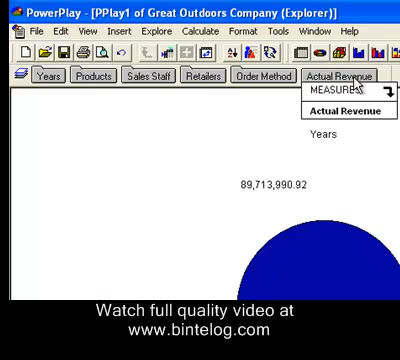 PowerPlay - [PPlay1 of Great Outdoors Company (Explorer)]
File Edit View Insert Explore Calculate Format Tools Window Help
Years Products Sales Staff Retailers Order Method Actual Revenue
MEASURES
Actual Revenue
Years
89,713,990.92
Watch full quality video at
www.bintelog.com